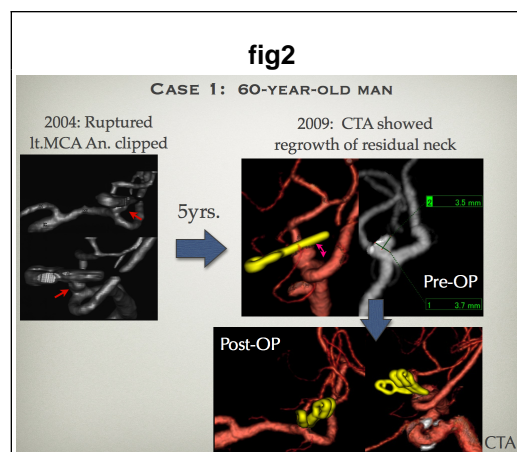 fig2
CASE 1: 60-YEAR-OLD MAN
2004: Ruptured
lt.MCA An. clipped
2009: CTA showed
regrowth of residual neck
5yrs.
2 3.5 mm
Pre-OP
1 3.7 mm
Post-OP
CTA